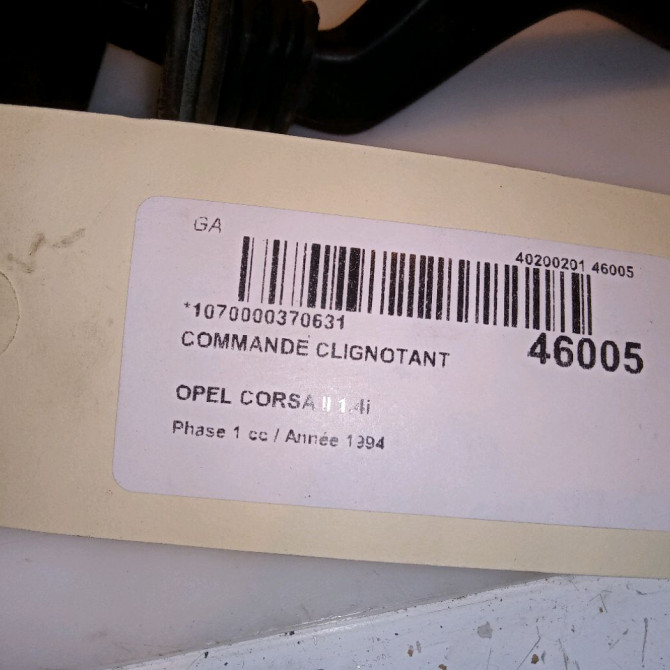 GA
40200201 46005
*1070000370631
46005
COMMANDE CLIGNOTANT
OPEL CORSA II 1.4i
Phase 1 cc / Année 1994